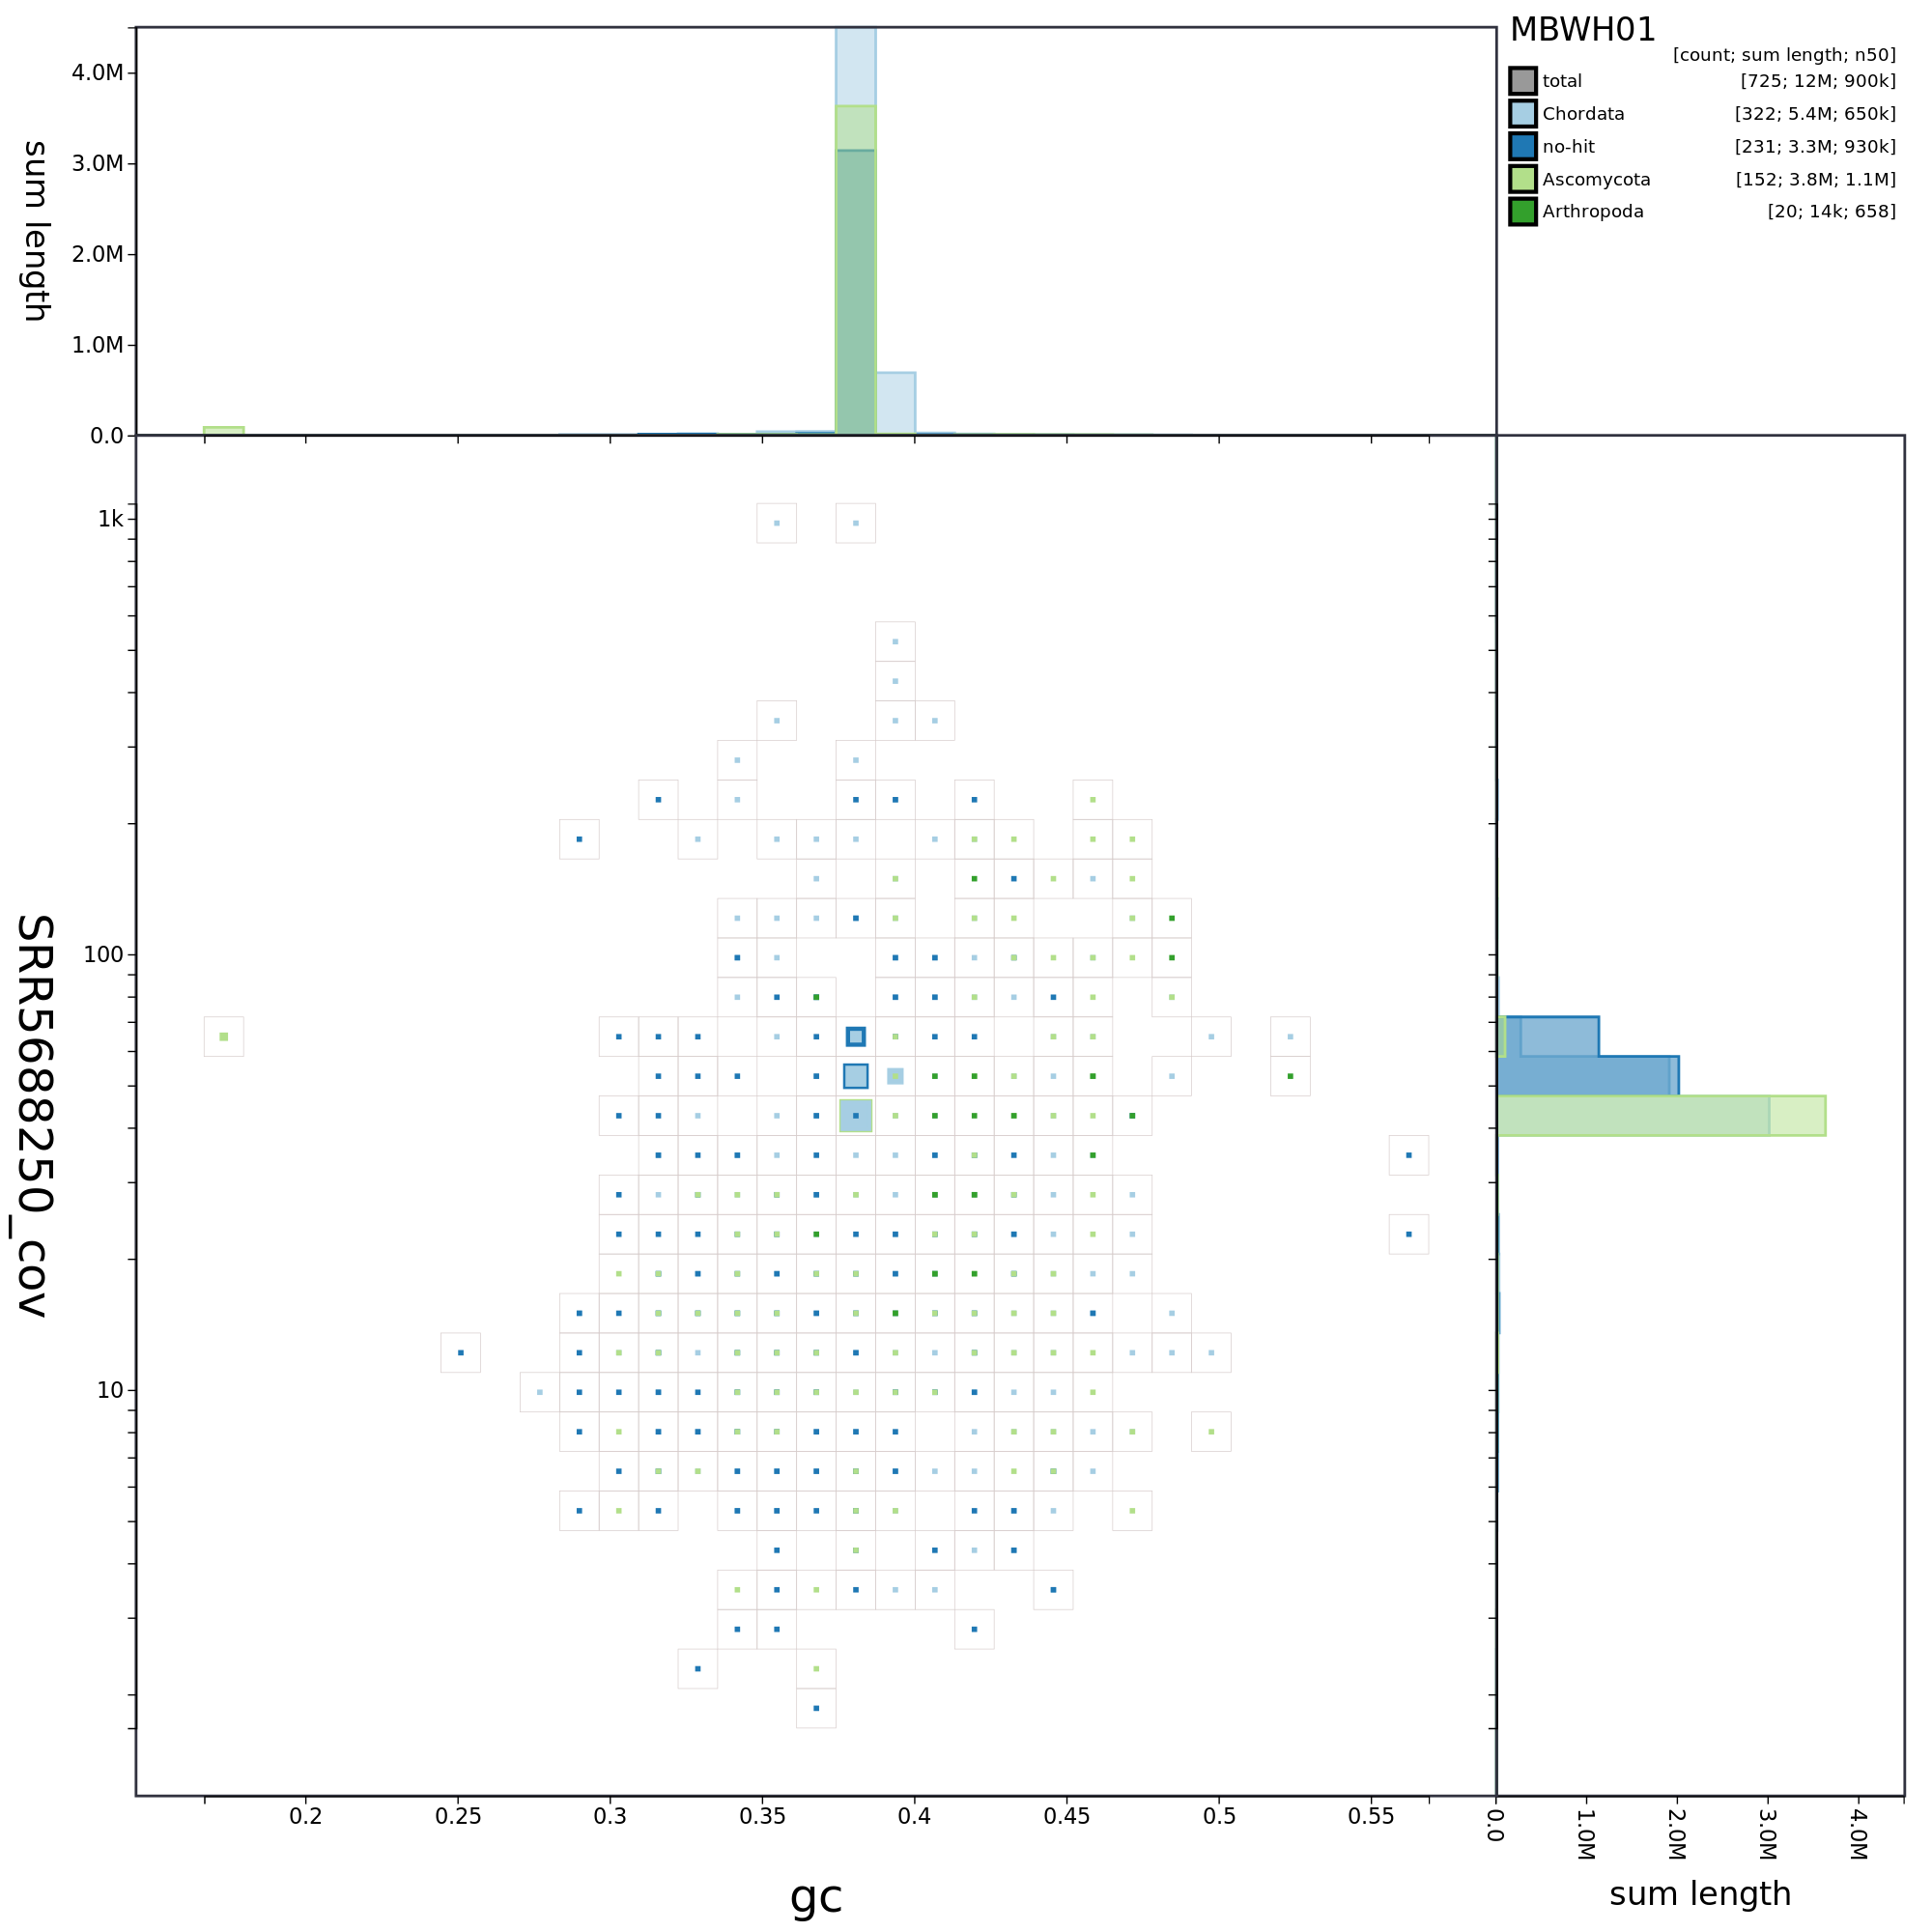 MBWH01
[count; sum length; n50]
total [725; 12M; 900k]
Chordata [322; 5.4M; 650k]
no-hit [231; 3.3M; 930k]
Ascomycota [152; 3.8M; 1.1M]
Arthropoda [20; 14k; 658]
sum length
4.0M
3.0M
2.0M
1.0M
0.0
SRR5688250_cov
1k
100
10
0.2 0.25 0.3 0.35 0.4 0.45 0.5 0.55
gc
0.0 1.0M 2.0M 3.0M 4.0M
sum length